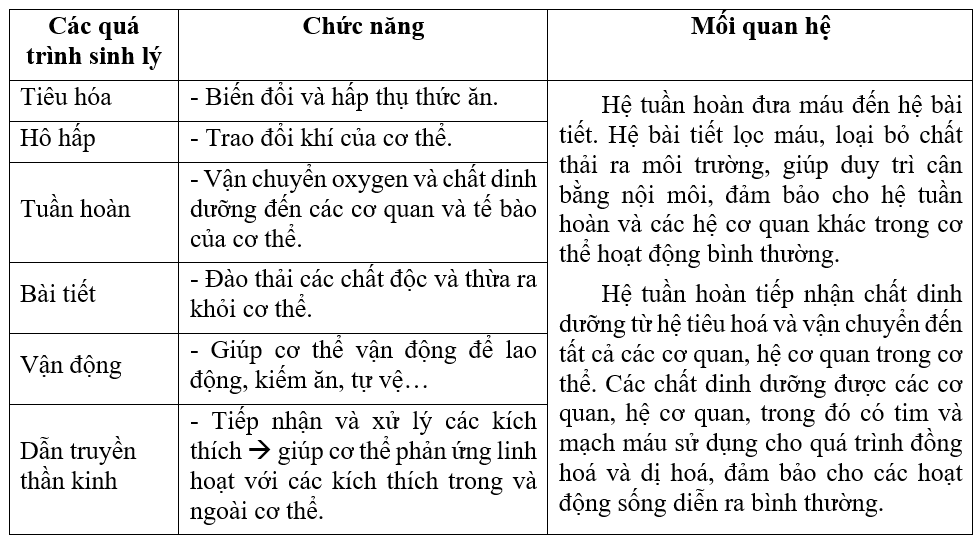 Các quá
trình sinh lý
Chức năng
Mối quan hệ
Tiêu hóa
- Biến đổi và hấp thụ thức ăn.
Hô hấp
- Trao đổi khí của cơ thể.
Tuần hoàn
- Vận chuyển oxygen và chất dinh
dưỡng đến các cơ quan và tế bào
của cơ thể.
Bài tiết
- Đào thải các chất độc và thừa ra
khỏi cơ thể.
Vận động
- Giúp cơ thể vận động để lao
động, kiếm ăn, tự vệ…
Dẫn truyền
thần kinh
- Tiếp nhận và xử lý các kích
thích → giúp cơ thể phản ứng linh
hoạt với các kích thích trong và
ngoài cơ thể.
Hệ tuần hoàn đưa máu đến hệ bài
tiết. Hệ bài tiết lọc máu, loại bỏ chất
thải ra môi trường, giúp duy trì cân
bằng nội môi, đảm bảo cho hệ tuần
hoàn và các hệ cơ quan khác trong cơ
thể hoạt động bình thường.
Hệ tuần hoàn tiếp nhận chất dinh
dưỡng từ hệ tiêu hoá và vận chuyển đến
tất cả các cơ quan, hệ cơ quan trong cơ
thể. Các chất dinh dưỡng được các cơ
quan, hệ cơ quan, trong đó có tim và
mạch máu sử dụng cho quá trình đồng
hoá và dị hoá, đảm bảo cho các hoạt
động sống diễn ra bình thường.